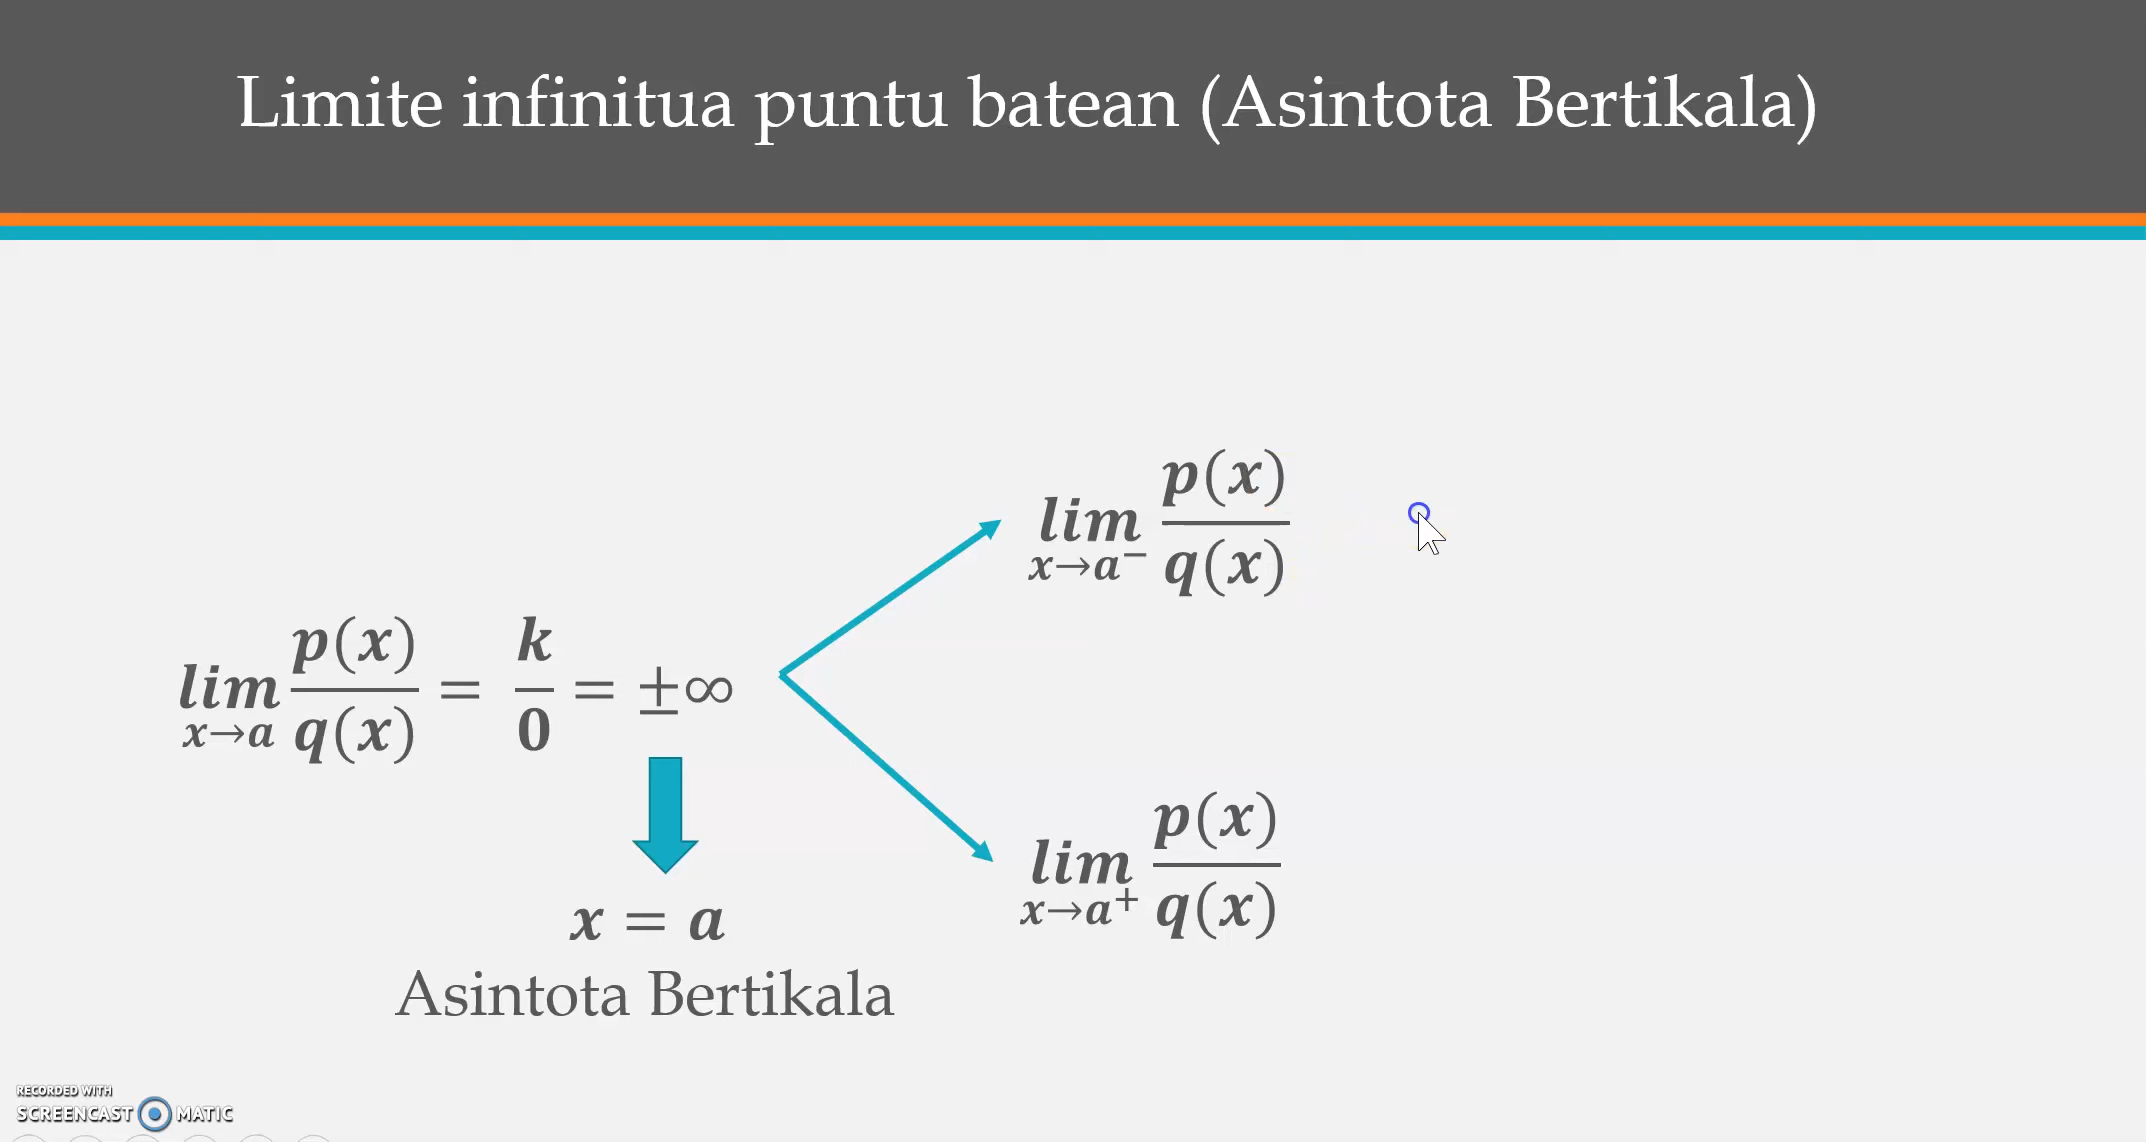 Limite infinitua puntu batean (Asintota Bertikala)
lim x→a⁻ p(x)/q(x)
lim x→a p(x)/q(x) = k/0 = ±∞
lim x→a⁺ p(x)/q(x)
x = a
Asintota Bertikala
RECORDED WITH
SCREENCAST MATIC